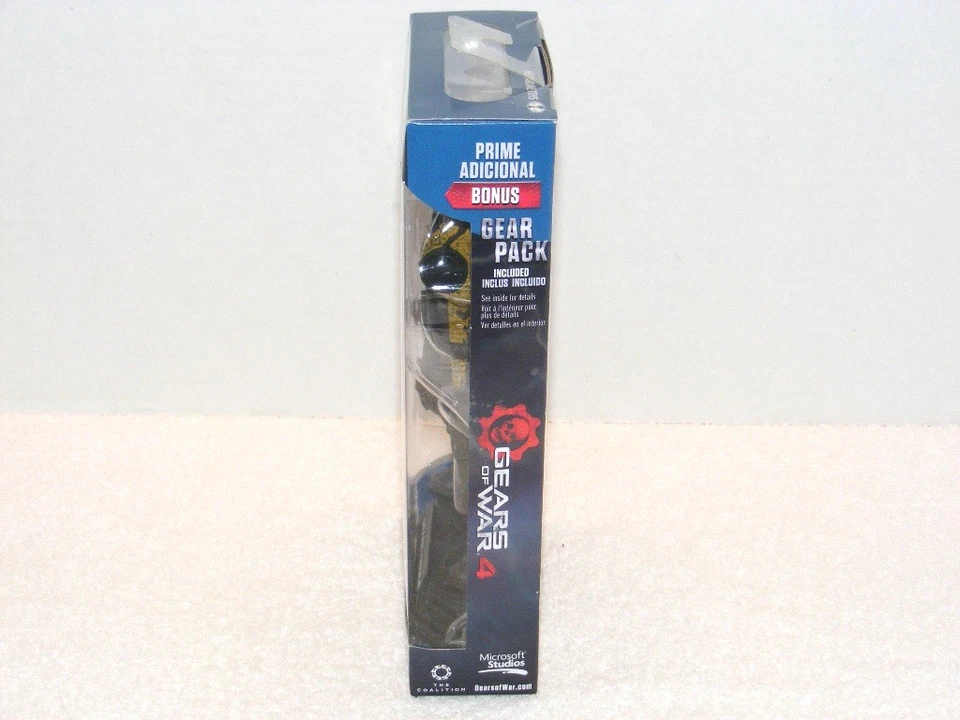 PRIME
ADICIONAL
BONUS
GEAR
PACK
INCLUDED
INCLUS INCLUIDO
See inside for details
Voir à l'intérieur pour
plus de détails
Ver detalles en el interior
GEARS
OF WAR 4
THE
COALITION
Microsoft
Studios
GearsofWar.com